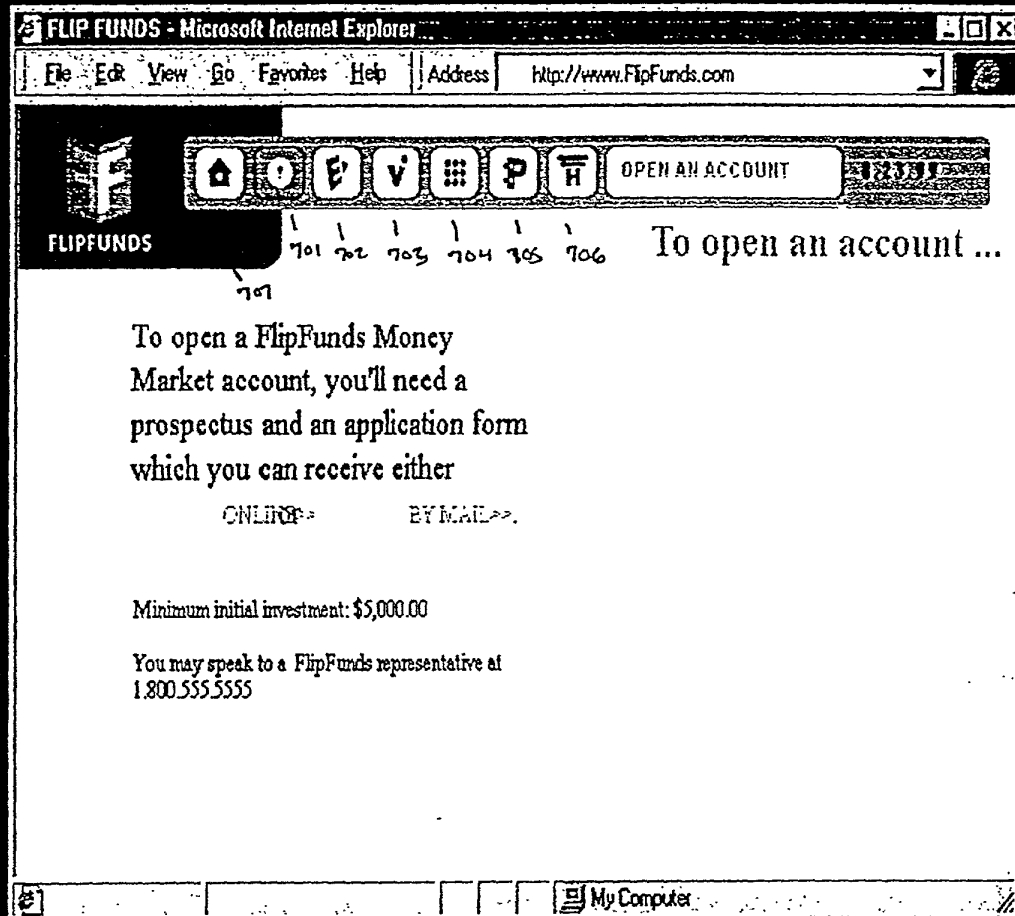 FLIP FUNDS - Microsoft Internet Explorer
File Edit View Go Favorites Help Address http://www.FlipFunds.com
F E V P H OPEN AN ACCOUNT
FLIPFUNDS
701 702 703 704 705 706
To open an account ...
707
To open a FlipFunds Money
Market account, you'll need a
prospectus and an application form
which you can receive either
ONLINE>> BY MAIL>>.
Minimum initial investment: $5,000.00
You may speak to a FlipFunds representative at
1.800.555.5555
My Computer